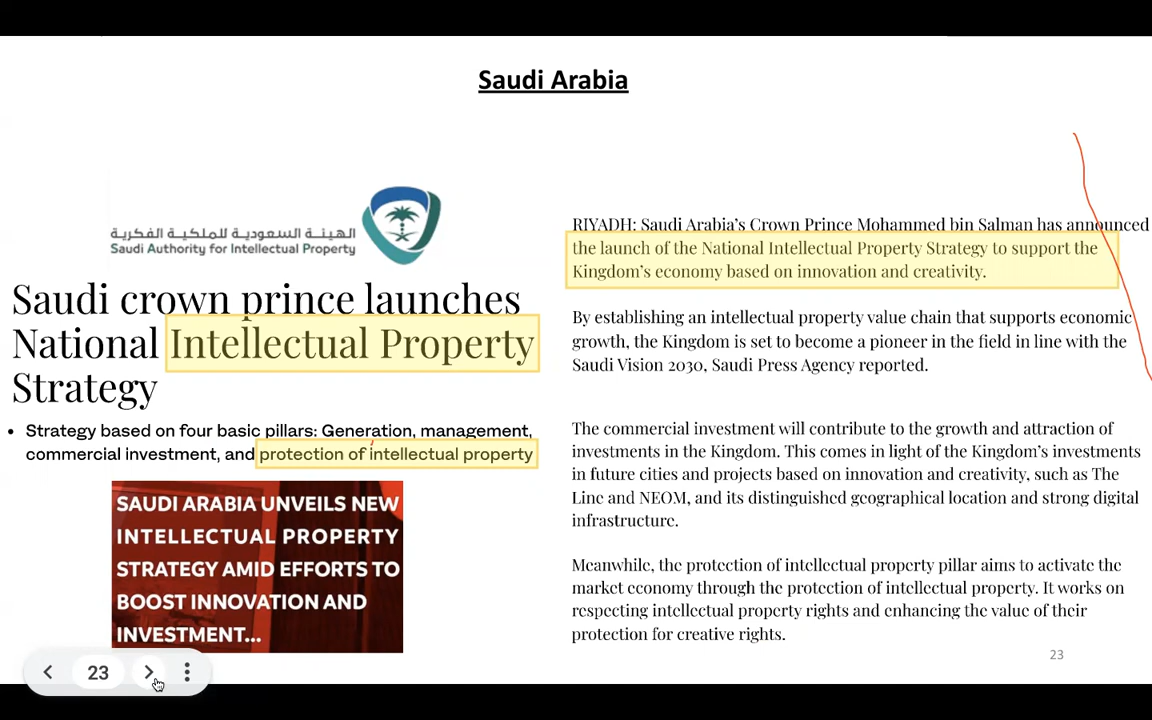 Saudi Arabia
الهيئة السعودية للملكية الفكرية
Saudi Authority for Intellectual Property
Saudi crown prince launches
National Intellectual Property
Strategy
• Strategy based on four basic pillars: Generation, management,
commercial investment, and protection of intellectual property
SAUDI ARABIA UNVEILS NEW
INTELLECTUAL PROPERTY
STRATEGY AMID EFFORTS TO
BOOST INNOVATION AND
INVESTMENT...
RIYADH: Saudi Arabia’s Crown Prince Mohammed bin Salman has announced
the launch of the National Intellectual Property Strategy to support the
Kingdom’s economy based on innovation and creativity.
By establishing an intellectual property value chain that supports economic
growth, the Kingdom is set to become a pioneer in the field in line with the
Saudi Vision 2030, Saudi Press Agency reported.
The commercial investment will contribute to the growth and attraction of
investments in the Kingdom. This comes in light of the Kingdom’s investments
in future cities and projects based on innovation and creativity, such as The
Line and NEOM, and its distinguished geographical location and strong digital
infrastructure.
Meanwhile, the protection of intellectual property pillar aims to activate the
market economy through the protection of intellectual property. It works on
respecting intellectual property rights and enhancing the value of their
protection for creative rights.
23
23